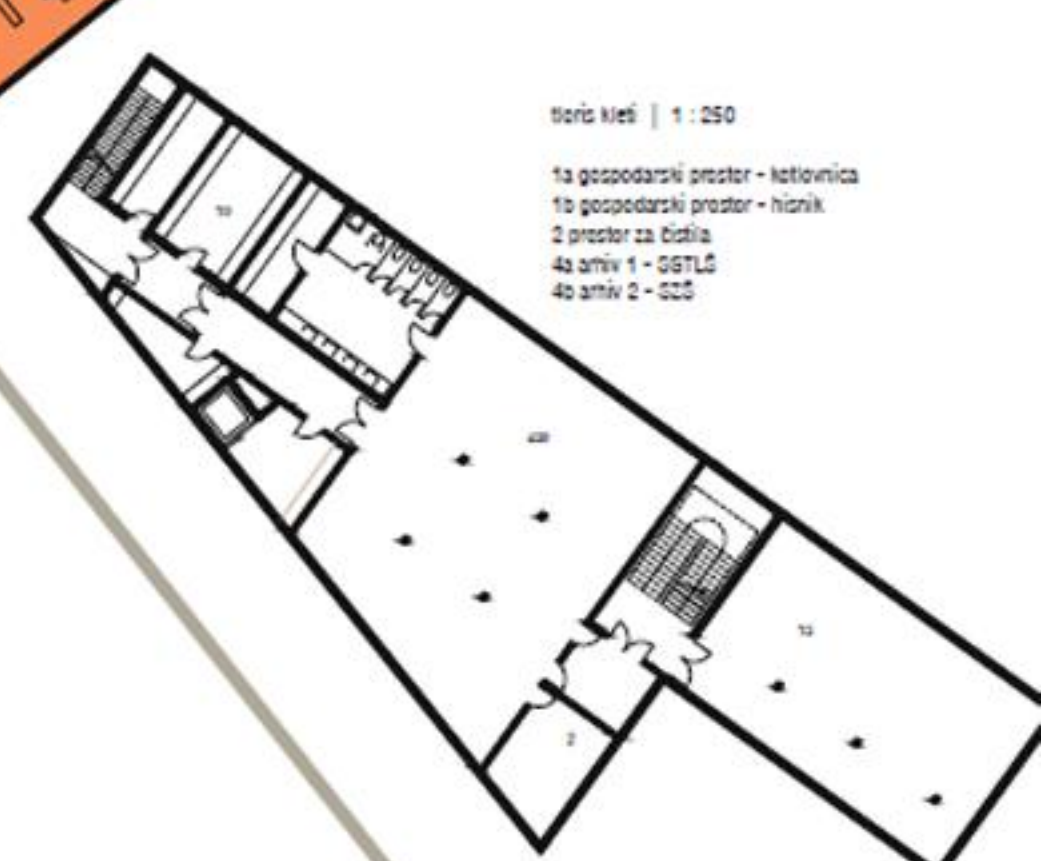 tloris kleti | 1 : 250
1a gospodarski prostor - kotlovnica
1b gospodarski prostor - hisnik
2 prostor za čistila
4a arhiv 1 - SGTLŠ
4b arhiv 2 - SZŠ
2